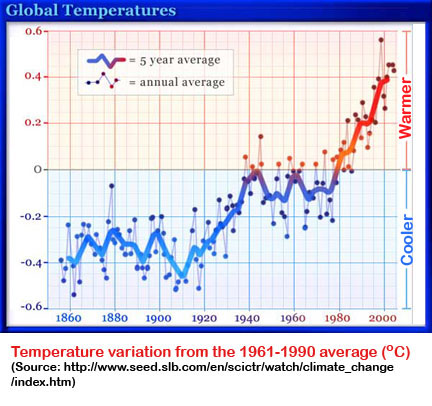 Global Temperatures
0.6
= 5 year average
= annual average
0.4
0.2
0
-0.2
-0.4
-0.6
Warmer
Cooler
1860 1880 1900 1920 1940 1960 1980 2000
Temperature variation from the 1961-1990 average (ºC)
(Source: http://www.seed.slb.com/en/scictr/watch/climate_change
/index.htm)